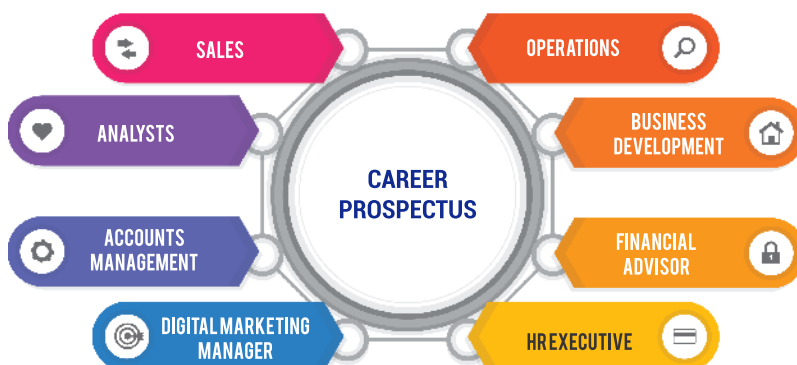 SALES
OPERATIONS
ANALYSTS
BUSINESS
DEVELOPMENT
CAREER
PROSPECTUS
ACCOUNTS
MANAGEMENT
FINANCIAL
ADVISOR
DIGITAL MARKETING
MANAGER
HR EXECUTIVE